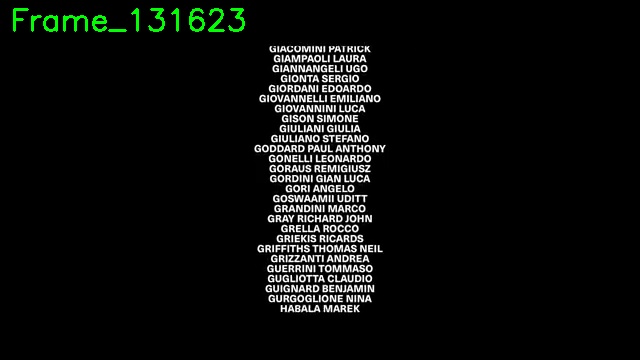 Frame_131623
GIACOMINI PATRICK
GIAMPAOLI LAURA
GIANNANGELI UGO
GIONTA SERGIO
GIORDANI EDOARDO
GIOVANNELLI EMILIANO
GIOVANNINI LUCA
GISON SIMONE
GIULIANI GIULIA
GIULIANO STEFANO
GODDARD PAUL ANTHONY
GONELLI LEONARDO
GORAUS REMIGIUSZ
GORDINI GIAN LUCA
GORI ANGELO
GOSWAAMII UDITT
GRANDINI MARCO
GRAY RICHARD JOHN
GRELLA ROCCO
GRIEKIS RICARDS
GRIFFITHS THOMAS NEIL
GRIZZANTI ANDREA
GUERRINI TOMMASO
GUGLIOTTA CLAUDIO
GUIGNARD BENJAMIN
GURGOGLIONE NINA
HABALA MAREK